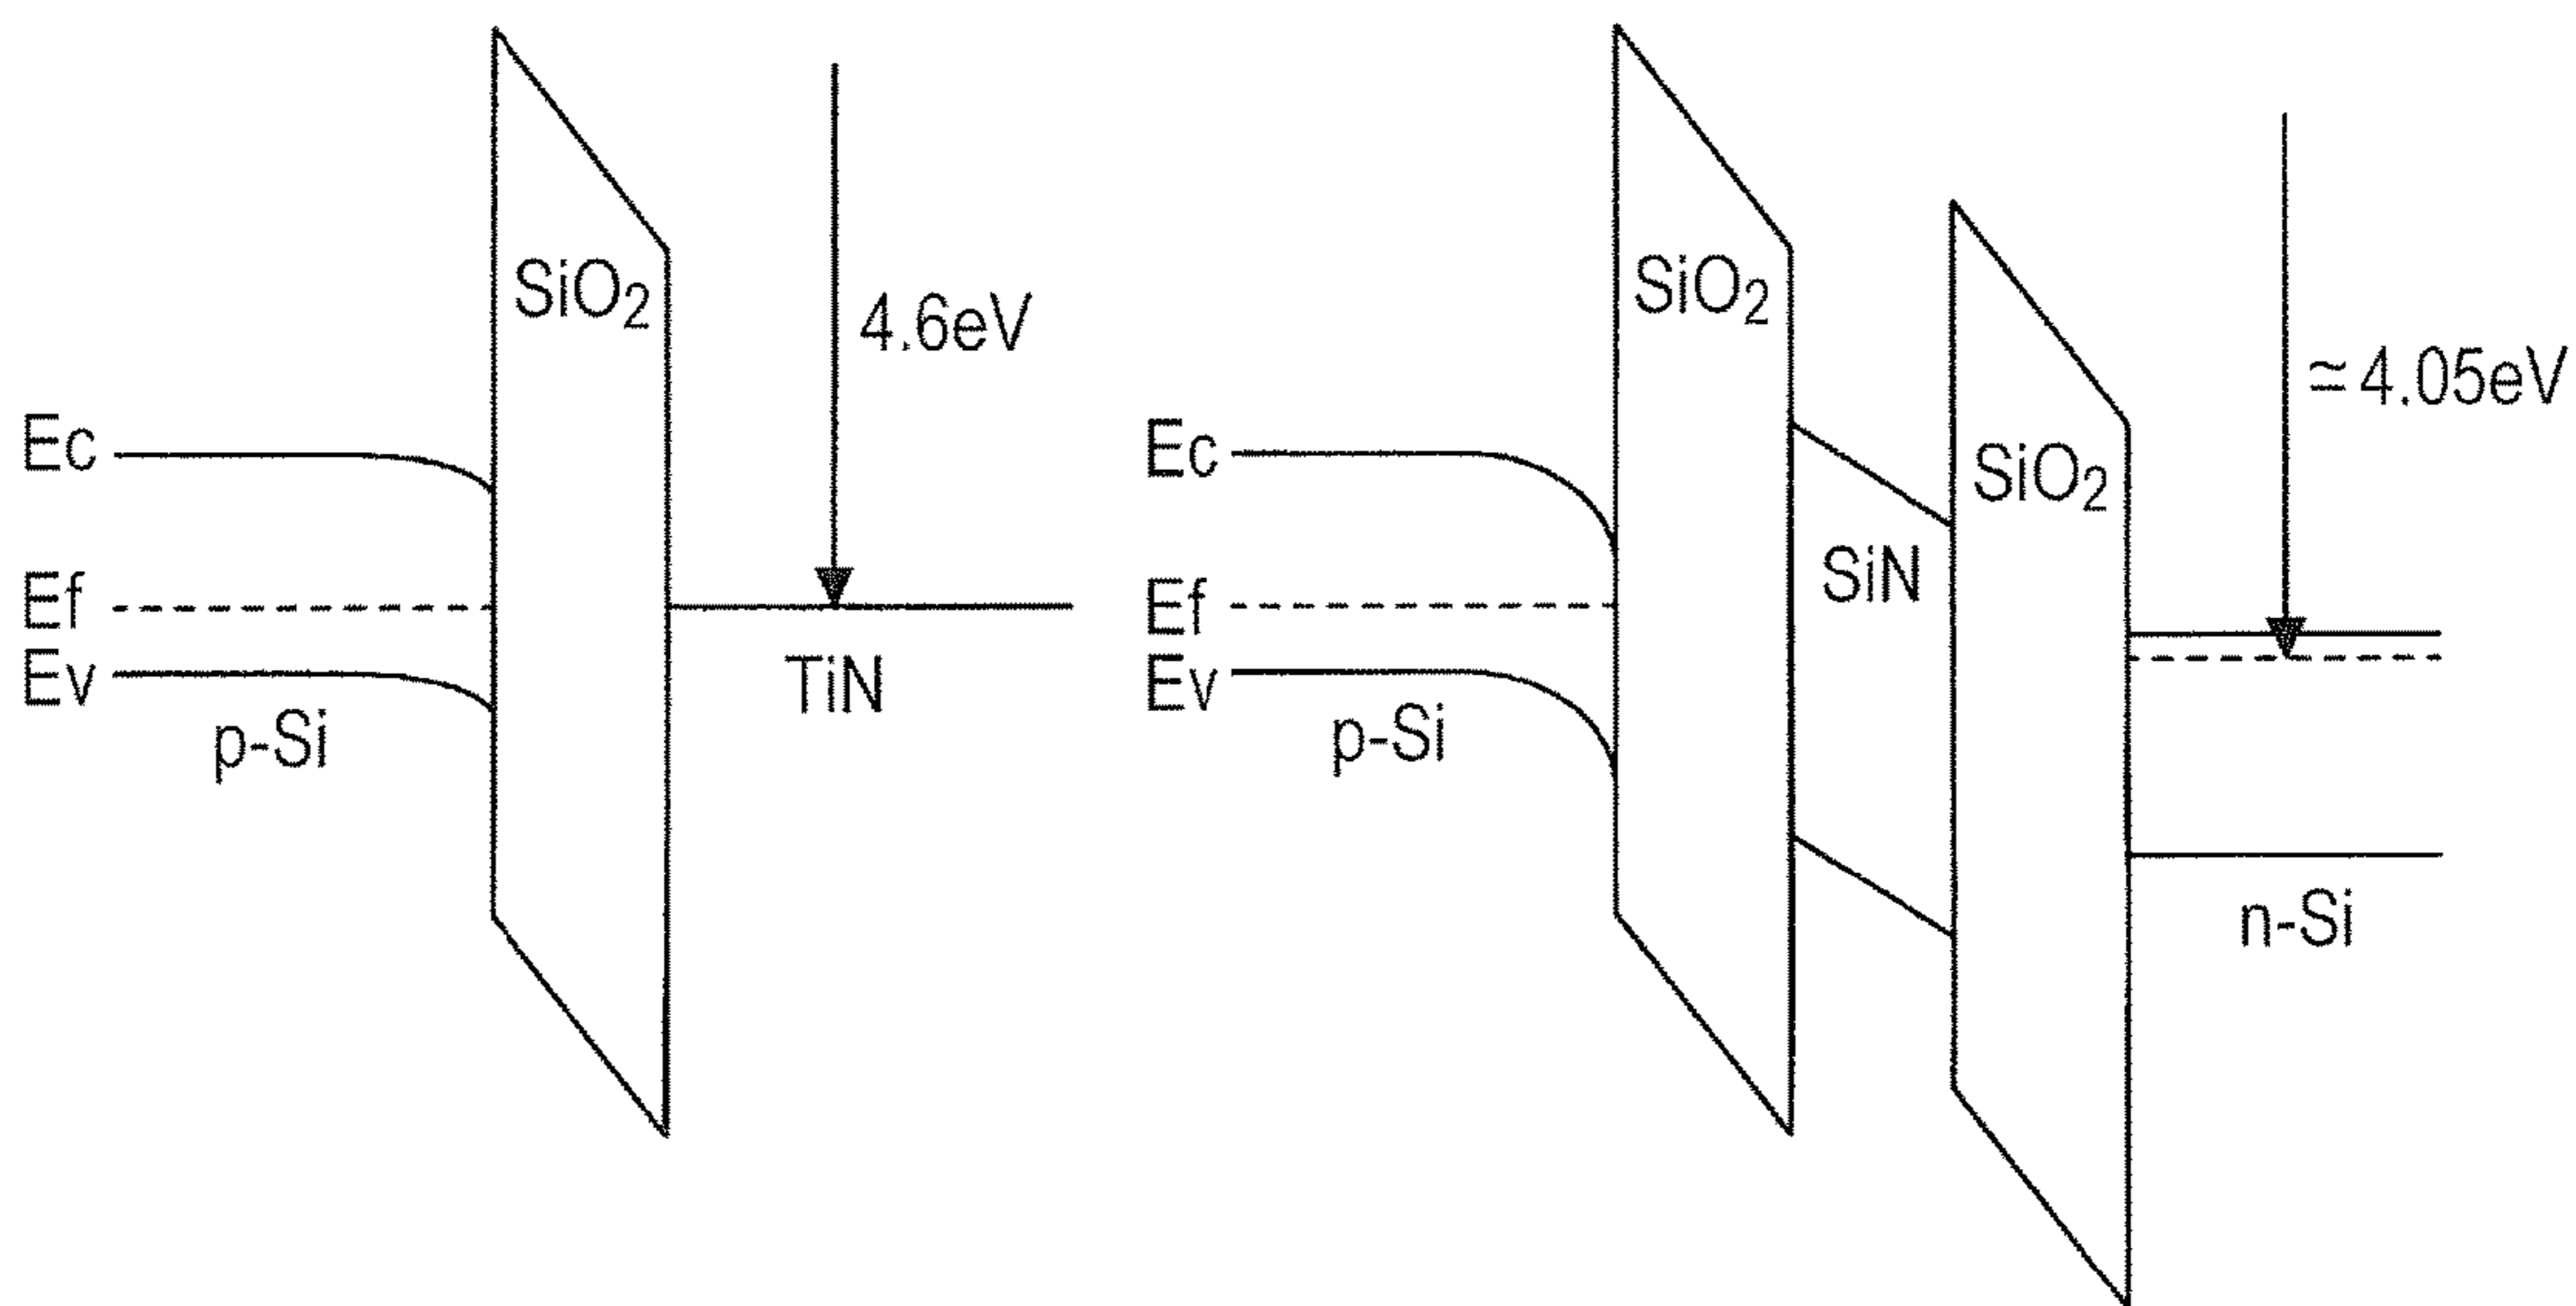 SiO₂
4.6eV
Ec
Ef
Ev
p-Si
TiN
SiO₂
≃4.05eV
Ec
SiO₂
SiN
Ef
Ev
p-Si
n-Si